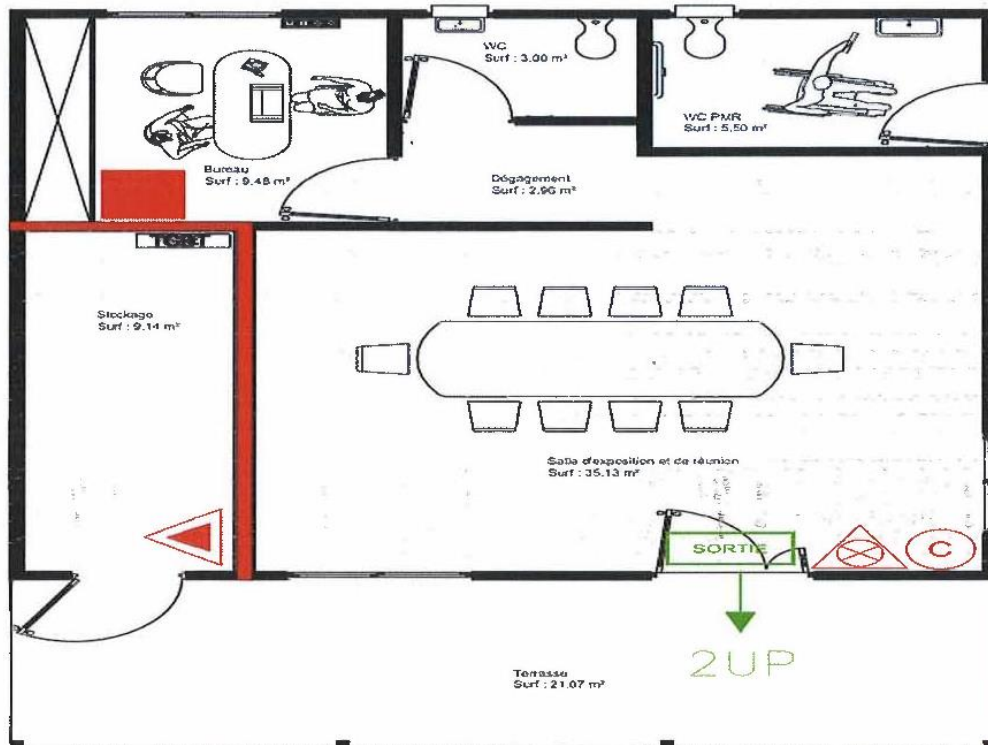 WC
Surf : 3.00 m²
WC PMR
Surf : 5,50 m²
Bureau
Surf : 9.48 m²
Dégagement
Surf : 2.96 m²
TGBT
Stockage
Surf : 9.14 m²
Salle d'exposition et de réunion
Surf : 35.13 m²
SORTIE
C
2UP
Terrasse
Surf : 21.07 m²